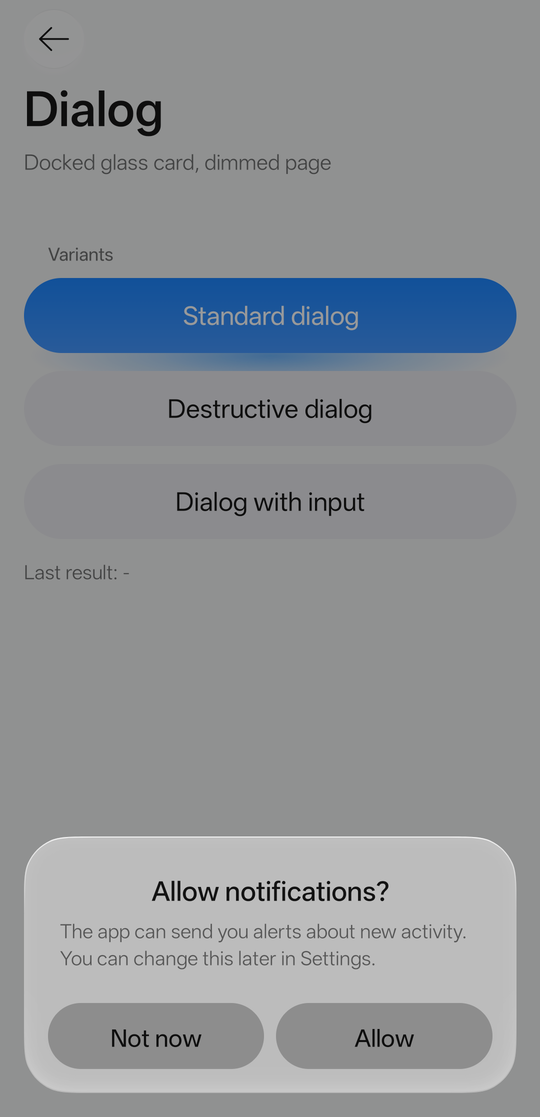 Dialog
Docked glass card, dimmed page
Variants
Standard dialog
Destructive dialog
Dialog with input
Last result: -
Allow notifications?
The app can send you alerts about new activity.
You can change this later in Settings.
Not now
Allow